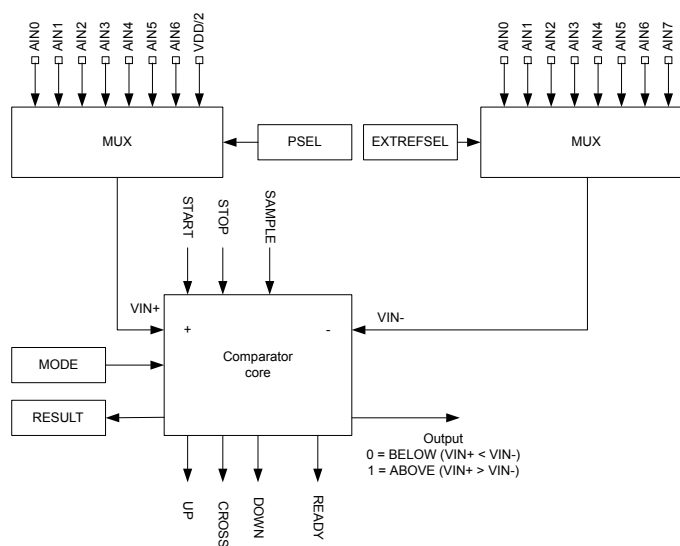 AIN0
AIN1
AIN2
AIN3
AIN4
AIN5
AIN6
VDD/2
AIN0
AIN1
AIN2
AIN3
AIN4
AIN5
AIN6
AIN7
MUX
PSEL
EXTREFSEL
MUX
START
STOP
SAMPLE
VIN+
VIN-
+
-
Comparator
core
MODE
RESULT
Output
0 = BELOW (VIN+ < VIN-)
1 = ABOVE (VIN+ > VIN-)
UP
CROSS
DOWN
READY